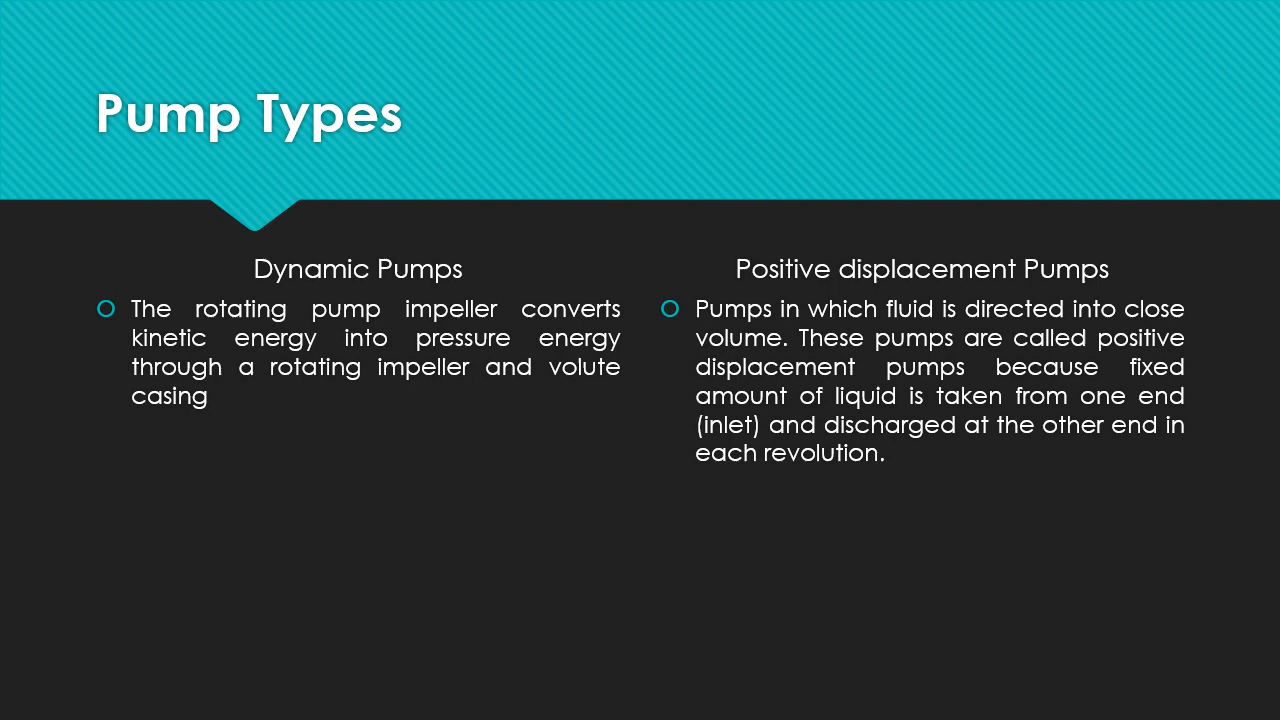 Pump Types
Dynamic Pumps
The rotating pump impeller converts
kinetic energy into pressure energy
through a rotating impeller and volute
casing
Positive displacement Pumps
Pumps in which fluid is directed into close
volume. These pumps are called positive
displacement pumps because fixed
amount of liquid is taken from one end
(inlet) and discharged at the other end in
each revolution.